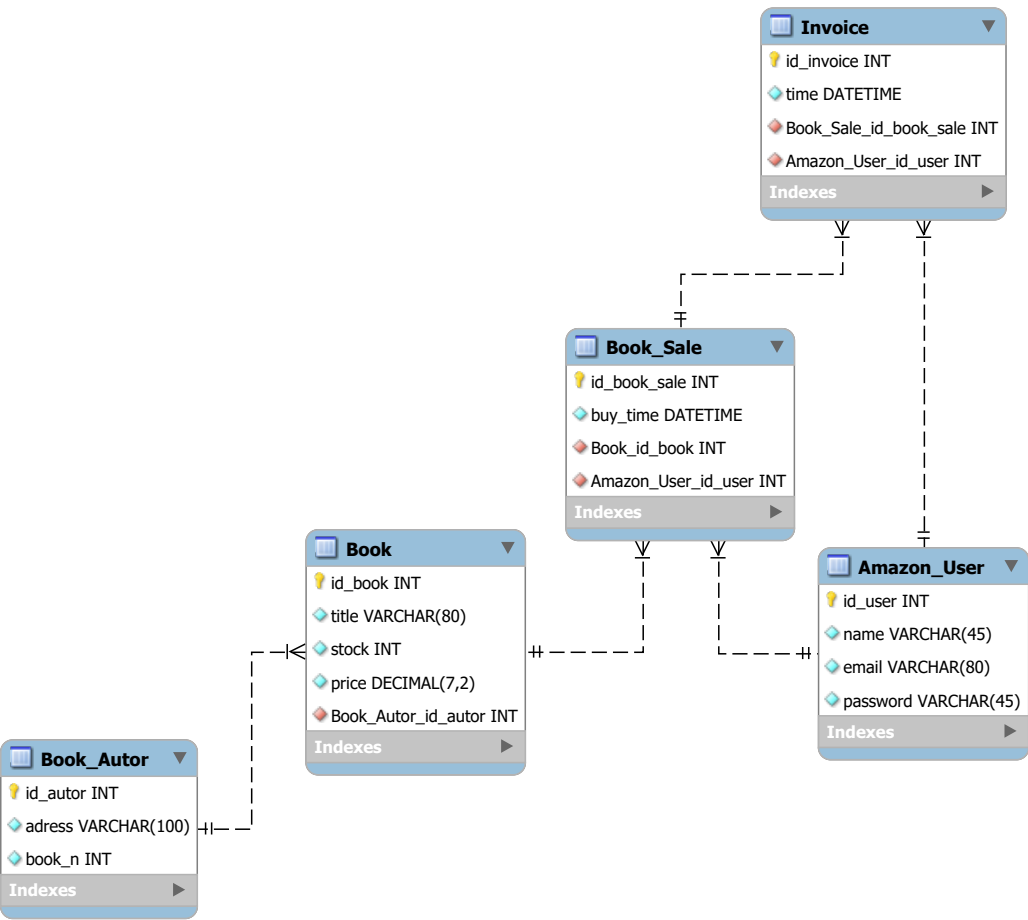 Invoice
id_invoice INT
time DATETIME
Book_Sale_id_book_sale INT
Amazon_User_id_user INT
Indexes
Book_Sale
id_book_sale INT
buy_time DATETIME
Book_id_book INT
Amazon_User_id_user INT
Indexes
Book
id_book INT
title VARCHAR(80)
stock INT
price DECIMAL(7,2)
Book_Autor_id_autor INT
Indexes
Amazon_User
id_user INT
name VARCHAR(45)
email VARCHAR(80)
password VARCHAR(45)
Indexes
Book_Autor
id_autor INT
adress VARCHAR(100)
book_n INT
Indexes